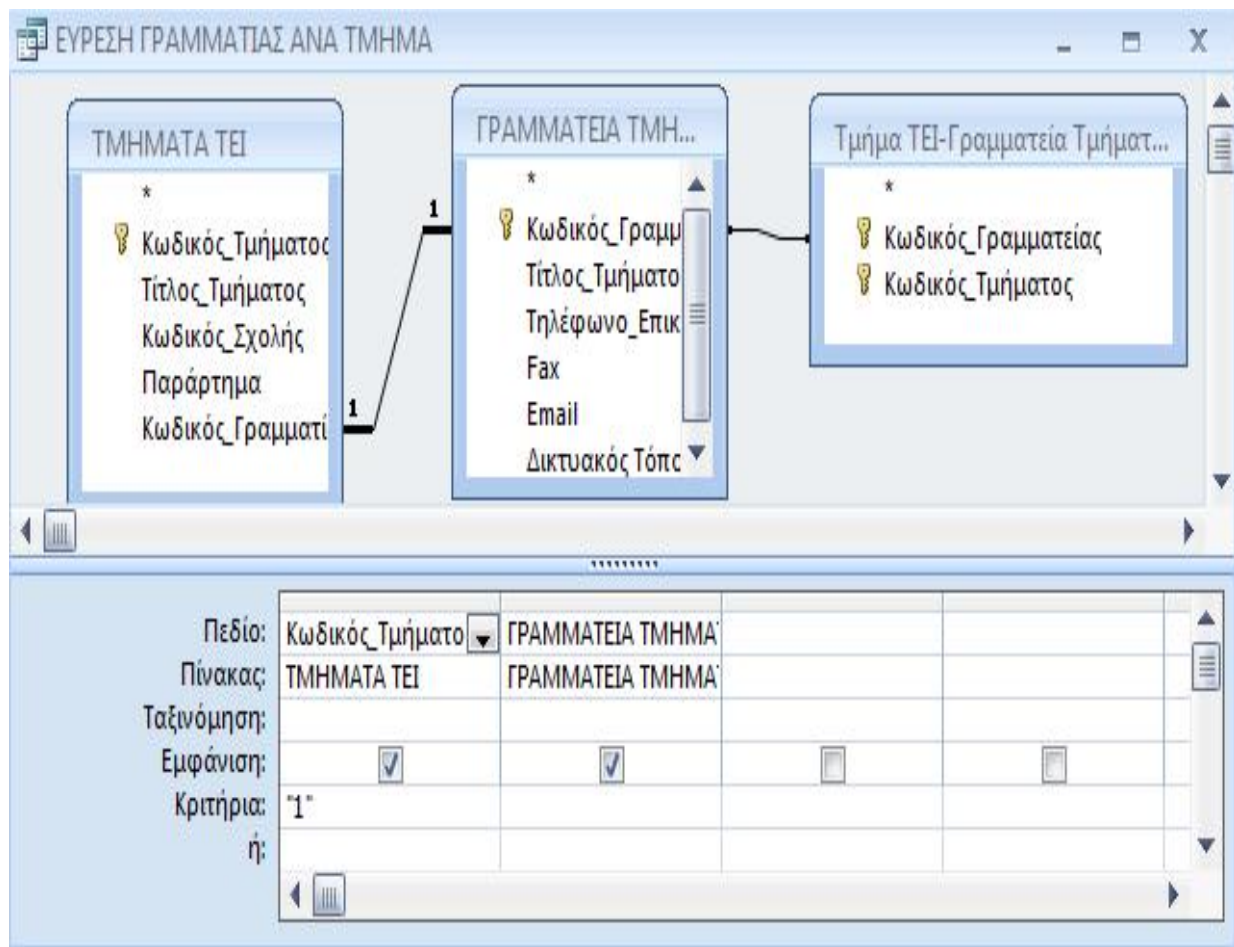 ΕΥΡΕΣΗ ΓΡΑΜΜΑΤΙΑΣ ΑΝΑ ΤΜΗΜΑ
ΤΜΗΜΑΤΑ ΤΕΙ
*
Κωδικός_Τμήματος
Τίτλος_Τμήματος
Κωδικός_Σχολής
Παράρτημα
Κωδικός_Γραμματί
1
1
ΓΡΑΜΜΑΤΕΙΑ ΤΜΗ...
*
Κωδικός_Γραμμ
Τίτλος_Τμήματο
Τηλέφωνο_Επικ
Fax
Email
Δικτυακός Τόπο
Τμήμα ΤΕΙ-Γραμματεία Τμήματ...
*
Κωδικός_Γραμματείας
Κωδικός_Τμήματος
Πεδίο: Κωδικός_Τμήματο ΓΡΑΜΜΑΤΕΙΑ ΤΜΗΜΑΤ
Πίνακας: ΤΜΗΜΑΤΑ ΤΕΙ ΓΡΑΜΜΑΤΕΙΑ ΤΜΗΜΑΤ
Ταξινόμηση:
Εμφάνιση:
Κριτήρια: "1"
ή: